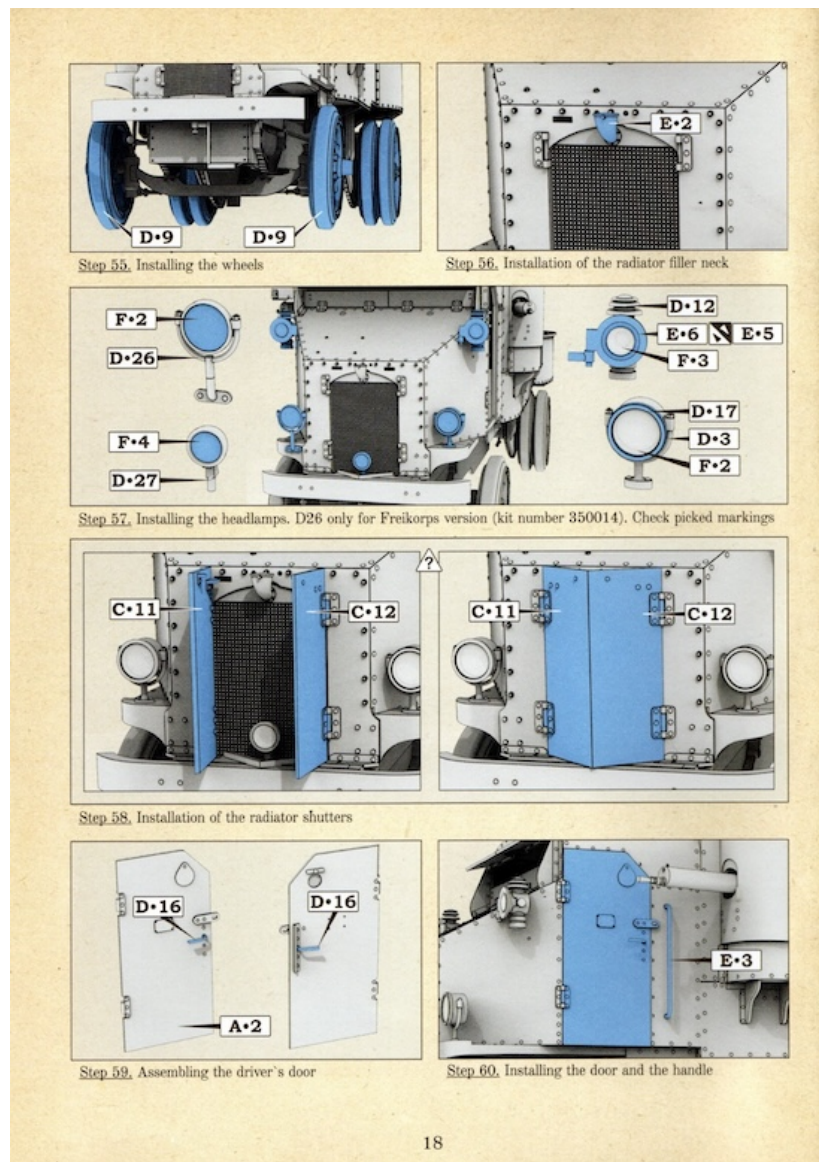 D•9
D•9
Step 55. Installing the wheels
E•2
Step 56. Installation of the radiator filler neck
F•2
D•26
F•4
D•27
D•12
E•6 E•5
F•3
D•17
D•3
F•2
Step 57. Installing the headlamps. D26 only for Freikorps version (kit number 350014). Check picked markings
?
C•11
C•12
C•11
C•12
Step 58. Installation of the radiator shutters
D•16
D•16
A•2
Step 59. Assembling the driver`s door
E•3
Step 60. Installing the door and the handle
18